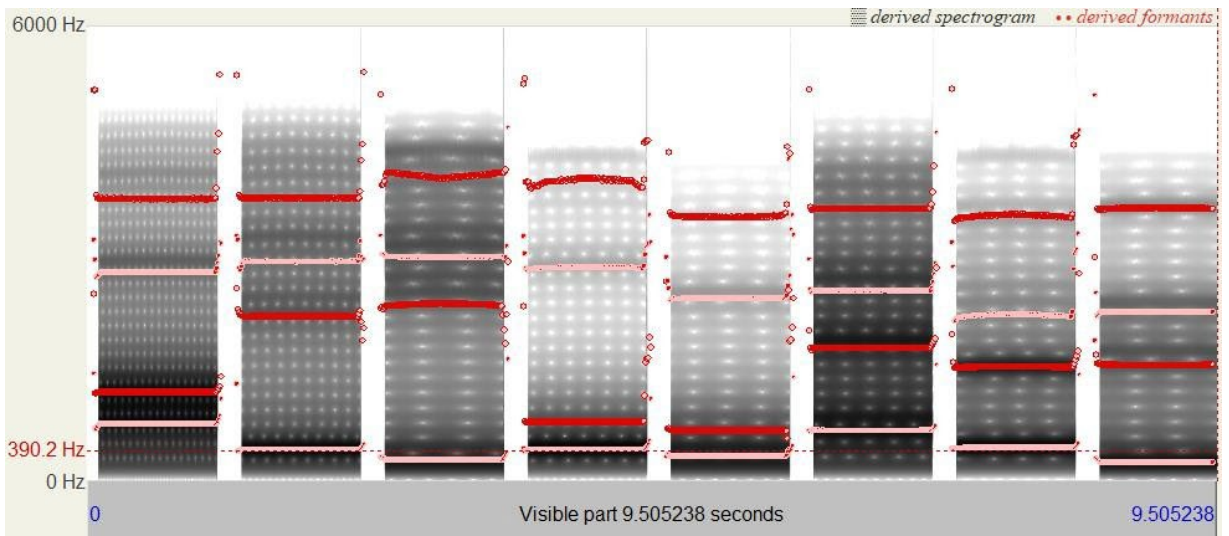 6000 Hz
derived spectrogram
derived formants
390.2 Hz
0 Hz
0
Visible part 9.505238 seconds
9.505238